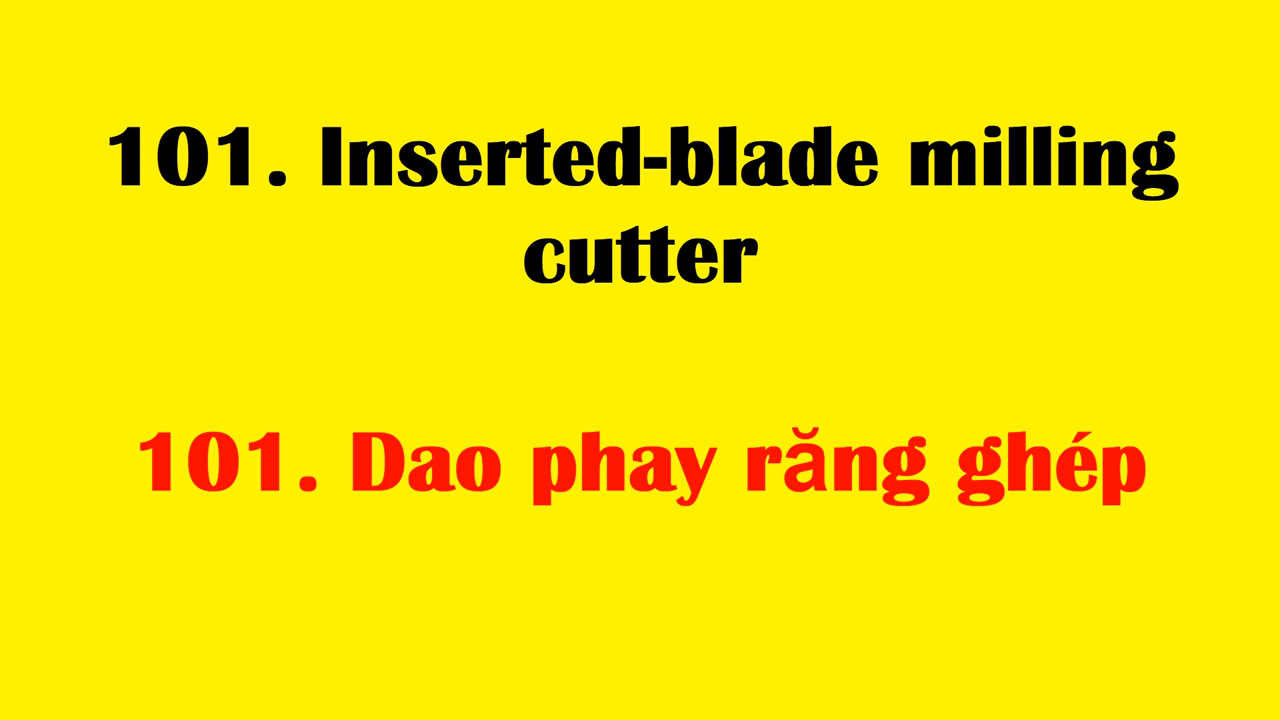 101. Inserted-blade milling
cutter
101. Dao phay răng ghép